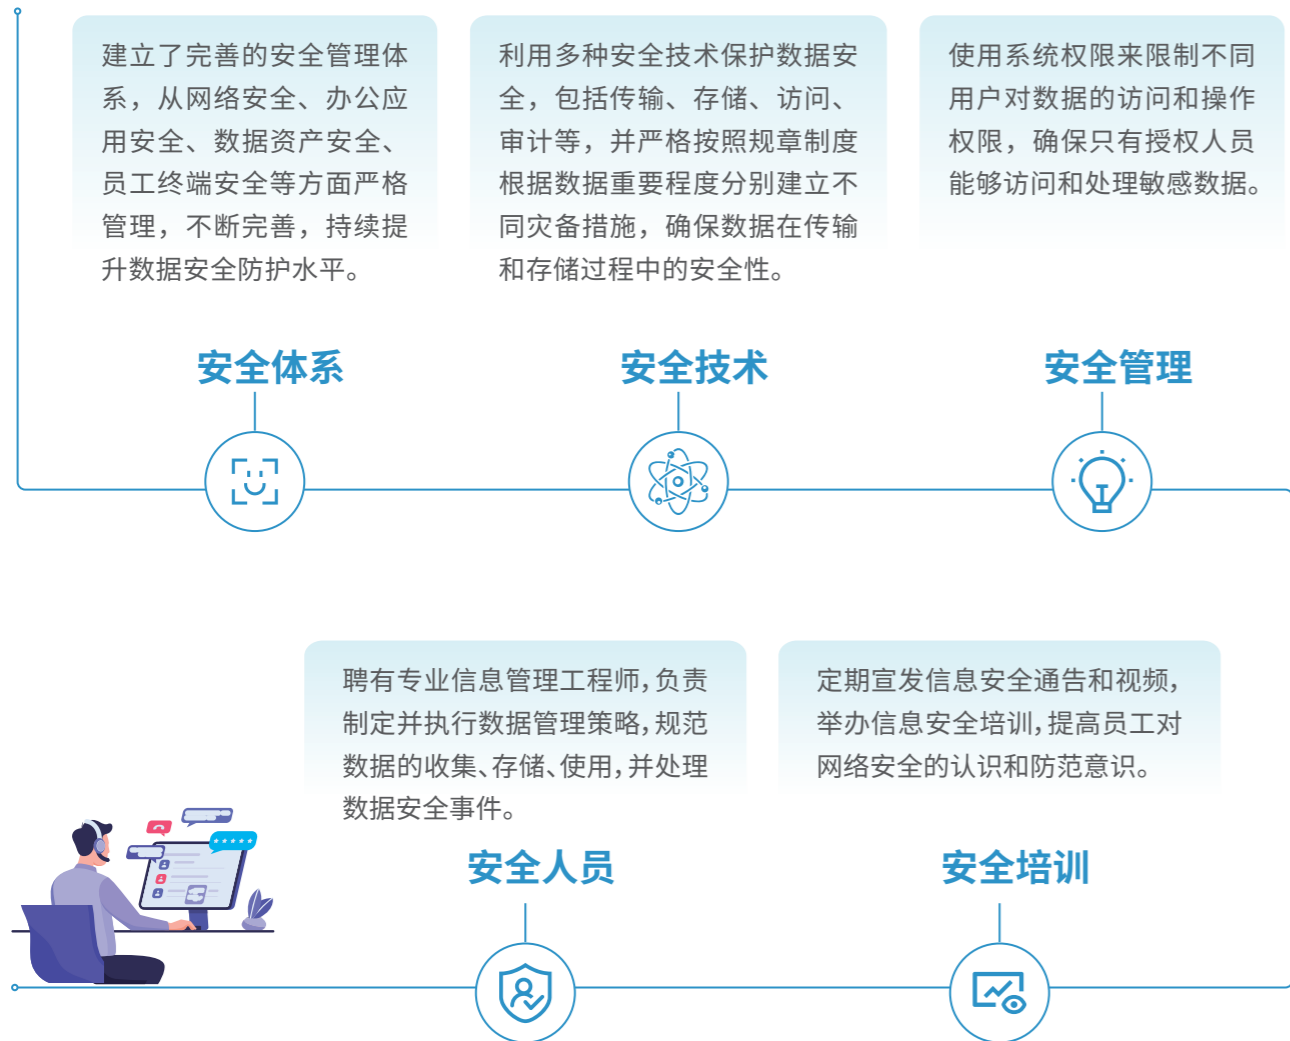 建立了完善的安全管理体
系，从网络安全、办公应
用安全、数据资产安全、
员工终端安全等方面严格
管理，不断完善，持续提
升数据安全防护水平。
安全体系
利用多种安全技术保护数据安
全，包括传输、存储、访问、
审计等，并严格按照规章制度
根据数据重要程度分别建立不
同灾备措施，确保数据在传输
和存储过程中的安全性。
安全技术
使用系统权限来限制不同
用户对数据的访问和操作
权限，确保只有授权人员
能够访问和处理敏感数据。
安全管理
聘有专业信息管理工程师，负责
制定并执行数据管理策略，规范
数据的收集、存储、使用，并处理
数据安全事件。
安全人员
定期宣发信息安全通告和视频，
举办信息安全培训，提高员工对
网络安全的认识和防范意识。
安全培训